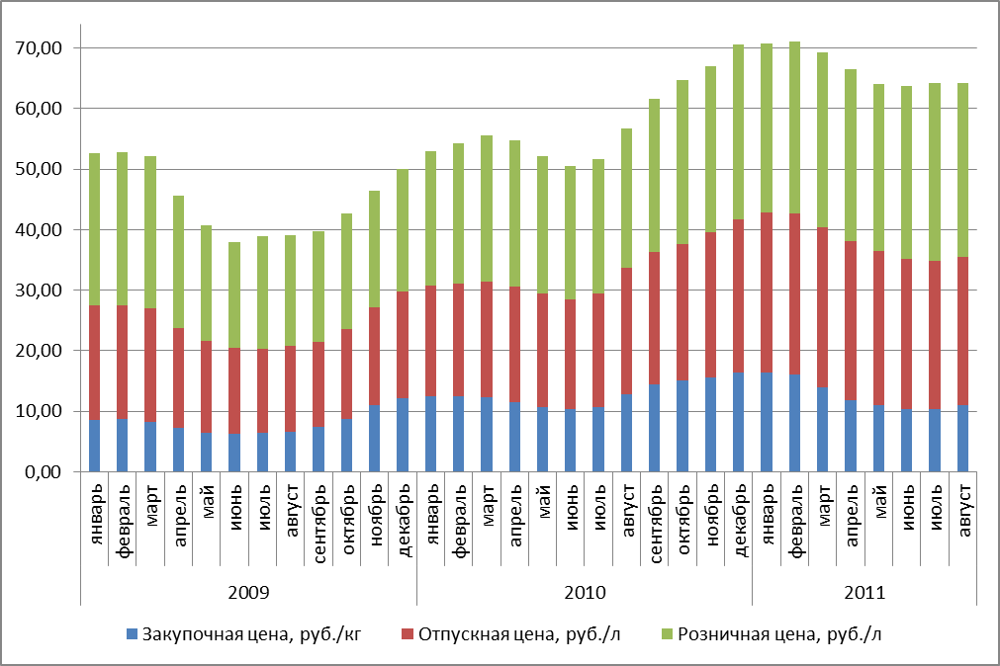 70,00
60,00
50,00
40,00
30,00
20,00
10,00
0,00
январь
февраль
март
апрель
май
июнь
июль
август
сентябрь
октябрь
ноябрь
декабрь
январь
февраль
март
апрель
май
июнь
июль
август
сентябрь
октябрь
ноябрь
декабрь
январь
февраль
март
апрель
май
июнь
июль
август
2009 2010 2011
Закупочная цена, руб./кг Отпускная цена, руб./л Розничная цена, руб./л